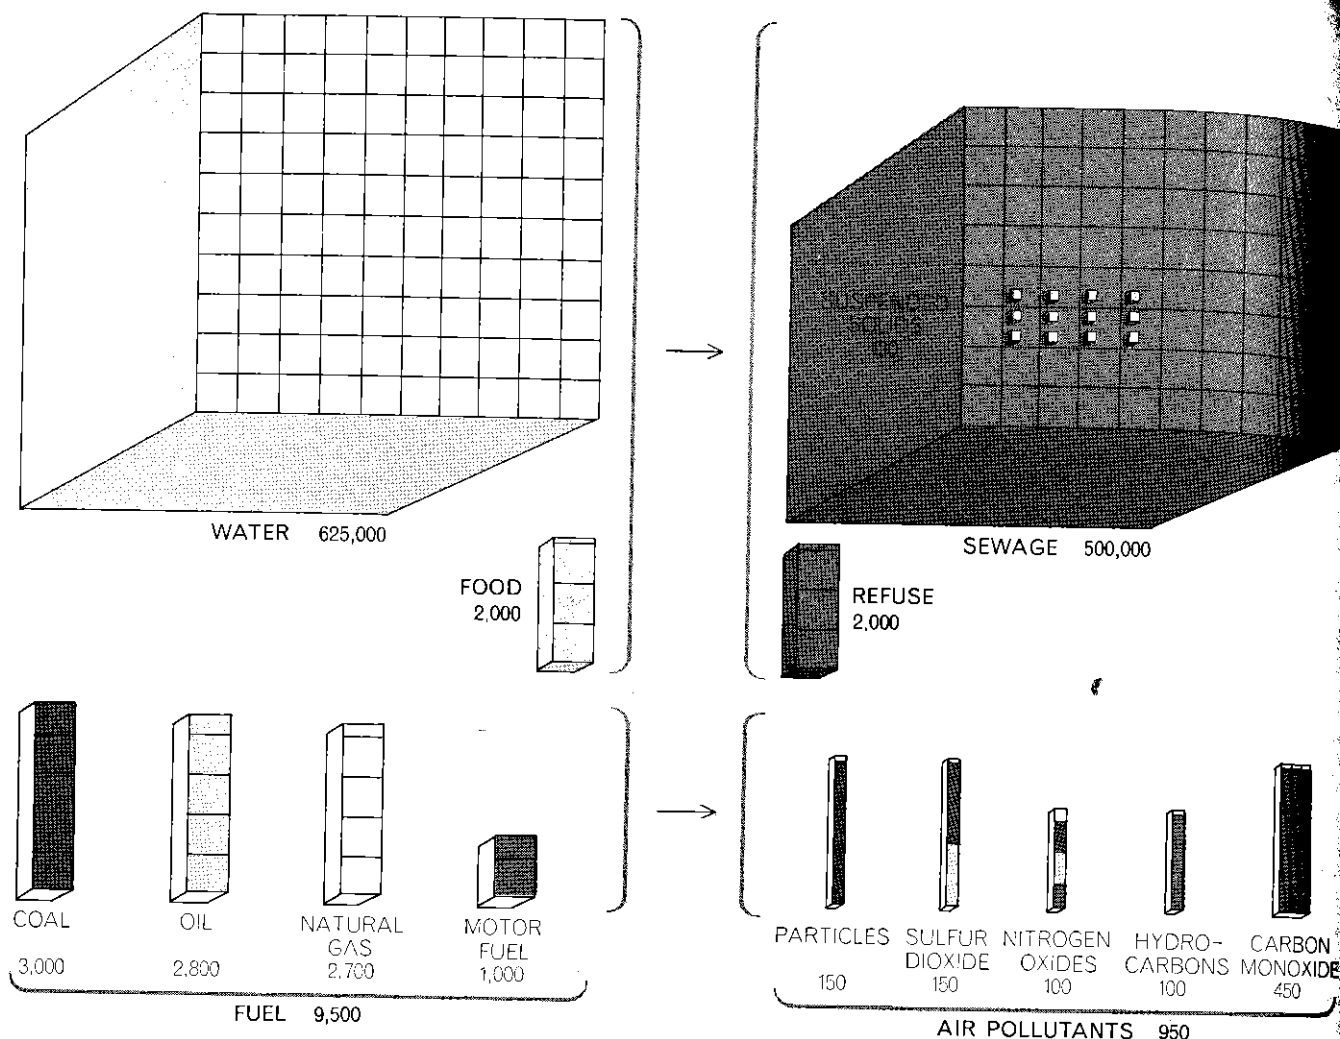 WATER 625,000
FOOD
2,000
SEWAGE 500,000
REFUSE
2,000
COAL
3,000
OIL
2,800
NATURAL
GAS
2,700
MOTOR
FUEL
1,000
FUEL 9,500
PARTICLES
150
SULFUR
DIOXIDE
150
NITROGEN
OXIDES
100
HYDRO-
CARBONS
100
CARBON
MONOXIDE
450
AIR POLLUTANTS 950